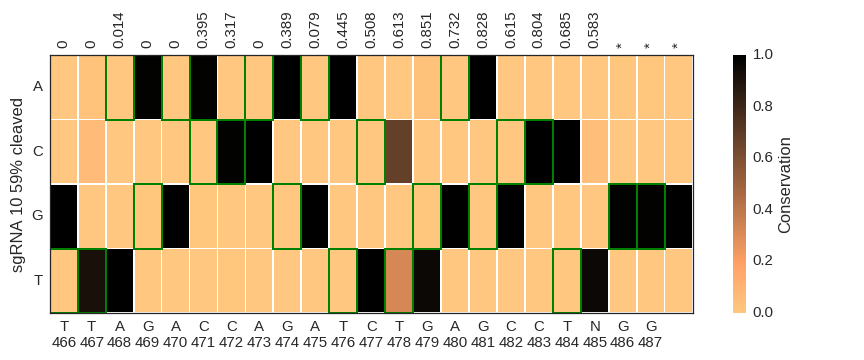 0 0 0.014 0 0 0.395 0.317 0 0.389 0.079 0.445 0.508 0.613 0.851 0.732 0.828 0.615 0.804 0.685 0.583 * * *
A
C
G
T
sgRNA 10 59% cleaved
T T A G A C C A G A T C T G A G C C T N G G
466 467 468 469 470 471 472 473 474 475 476 477 478 479 480 481 482 483 484 485 486 487
1.0
0.8
0.6
0.4
0.2
0.0
Conservation